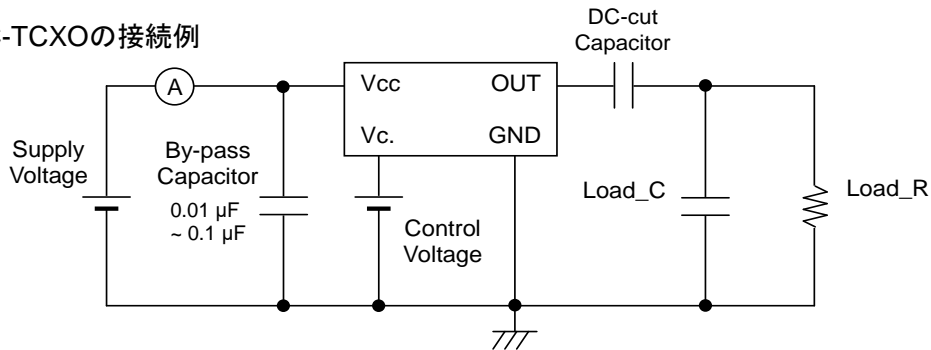 -TCXOの接続例
DC-cut
Capacitor
A
Vcc
OUT
Vc.
GND
Supply
Voltage
By-pass
Capacitor
0.01 µF
~ 0.1 µF
Control
Voltage
Load_C
Load_R